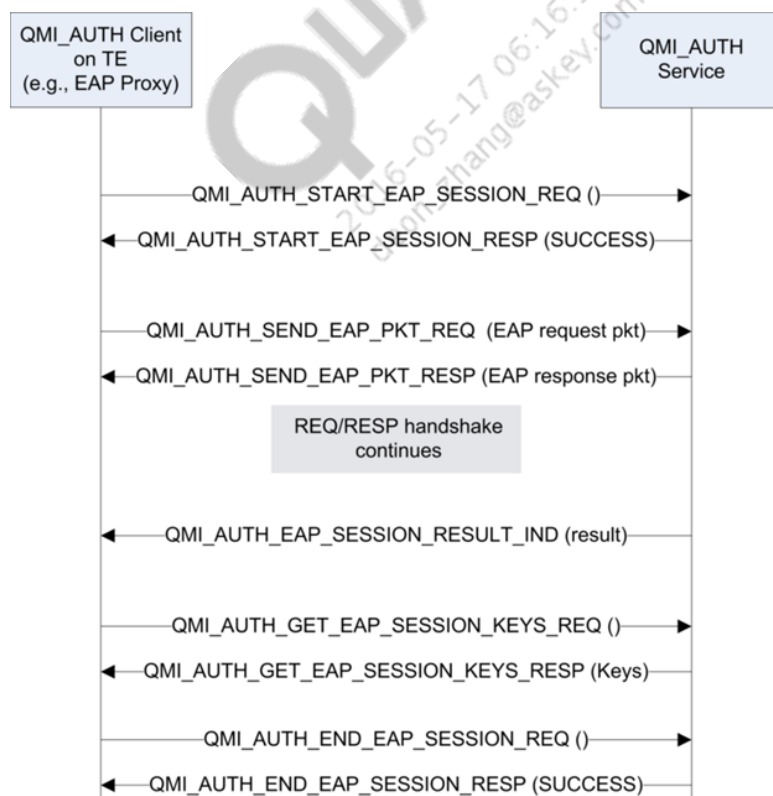 QMI_AUTH Client
on TE
(e.g., EAP Proxy)
QMI_AUTH
Service
QMI_AUTH_START_EAP_SESSION_REQ ()
QMI_AUTH_START_EAP_SESSION_RESP (SUCCESS)
QMI_AUTH_SEND_EAP_PKT_REQ (EAP request pkt)
QMI_AUTH_SEND_EAP_PKT_RESP (EAP response pkt)
REQ/RESP handshake
continues
QMI_AUTH_EAP_SESSION_RESULT_IND (result)
QMI_AUTH_GET_EAP_SESSION_KEYS_REQ ()
QMI_AUTH_GET_EAP_SESSION_KEYS_RESP (Keys)
QMI_AUTH_END_EAP_SESSION_REQ ()
QMI_AUTH_END_EAP_SESSION_RESP (SUCCESS)